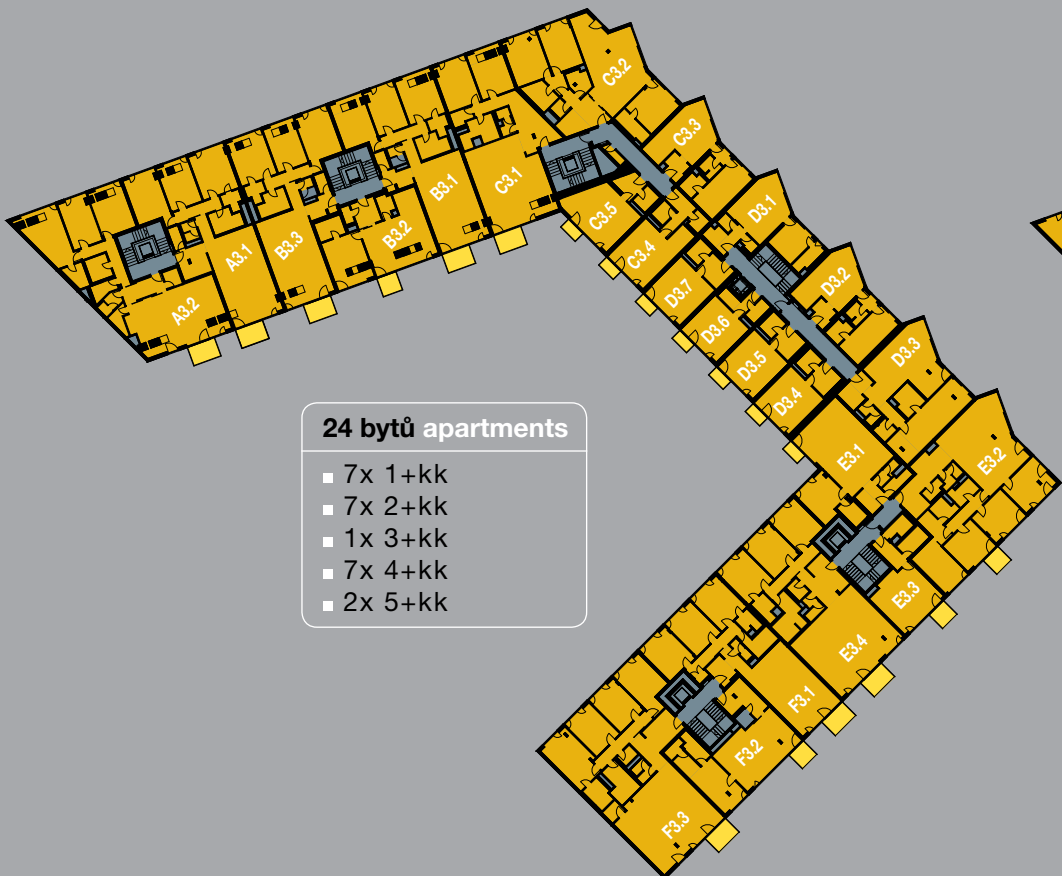 C3.2
C3.3
D3.1
D3.2
D3.3
E3.2
C3.1
B3.1
B3.2
B3.3
A3.1
A3.2
C3.5
C3.4
D3.7
D3.6
D3.5
D3.4
E3.1
E3.3
E3.4
F3.1
F3.2
F3.3
24 bytů apartments
7x 1+kk
7x 2+kk
1x 3+kk
7x 4+kk
2x 5+kk